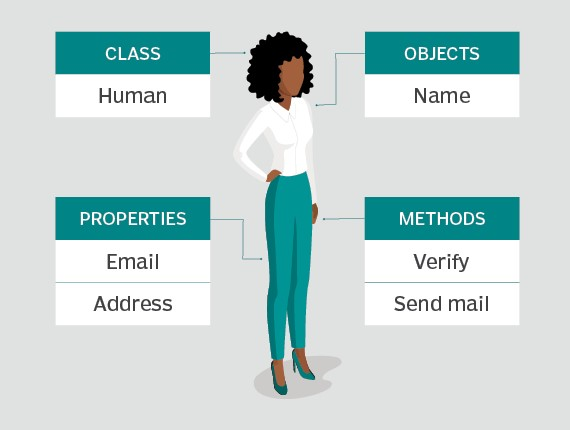 CLASS
Human
OBJECTS
Name
PROPERTIES
Email
Address
METHODS
Verify
Send mail